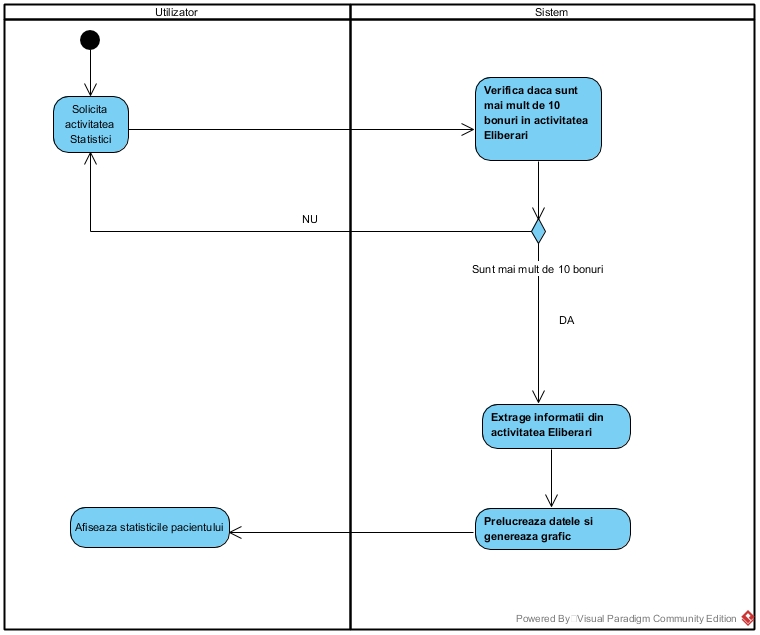 Utilizator
Sistem
Solicita
activitatea
Statistici
Verifica daca sunt
mai mult de 10
bonuri in activitatea
Eliberari
NU
Sunt mai mult de 10 bonuri
DA
Extrage informatii din
activitatea Eliberari
Afiseaza statisticile pacientului
Prelucreaza datele si
genereaza grafic
Powered By Visual Paradigm Community Edition